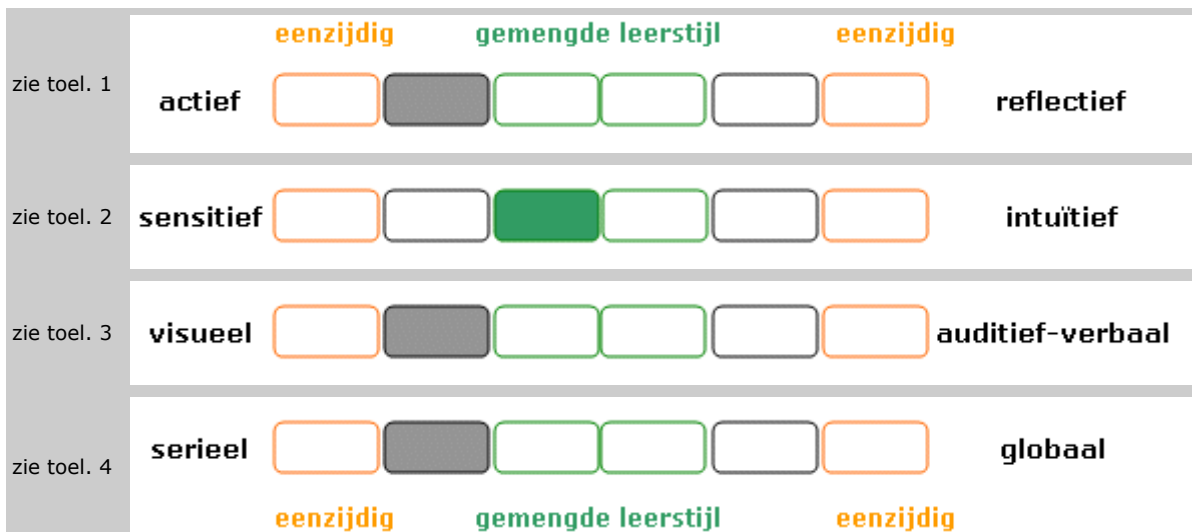 eenzijdig gemengde leerstijl eenzijdig
zie toel. 1
actief reflectief
zie toel. 2 sensitief intuïtief
zie toel. 3 visueel auditief-verbaal
serieel globaal
zie toel. 4
eenzijdig gemengde leerstijl eenzijdig